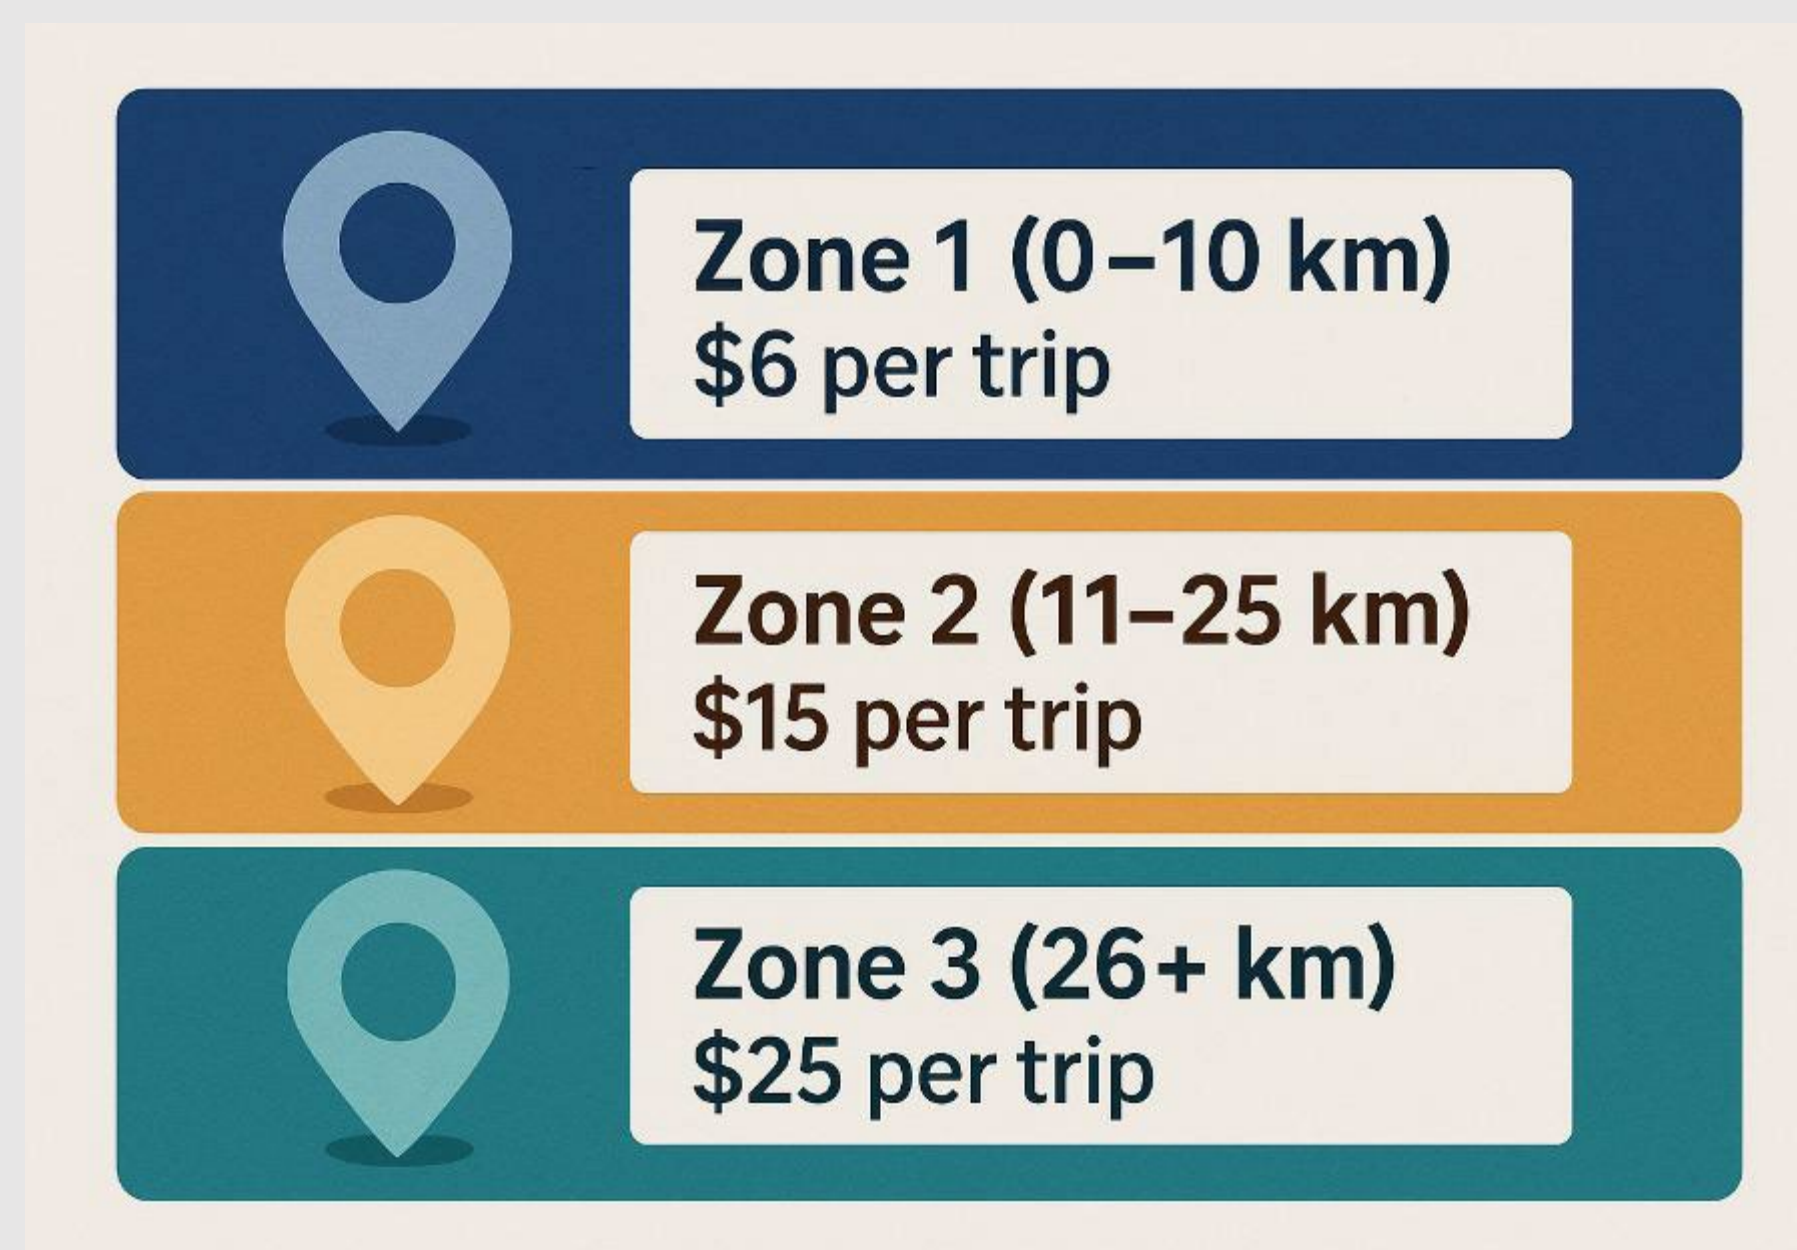 Zone 1 (0–10 km)
$6 per trip
Zone 2 (11–25 km)
$15 per trip
Zone 3 (26+ km)
$25 per trip